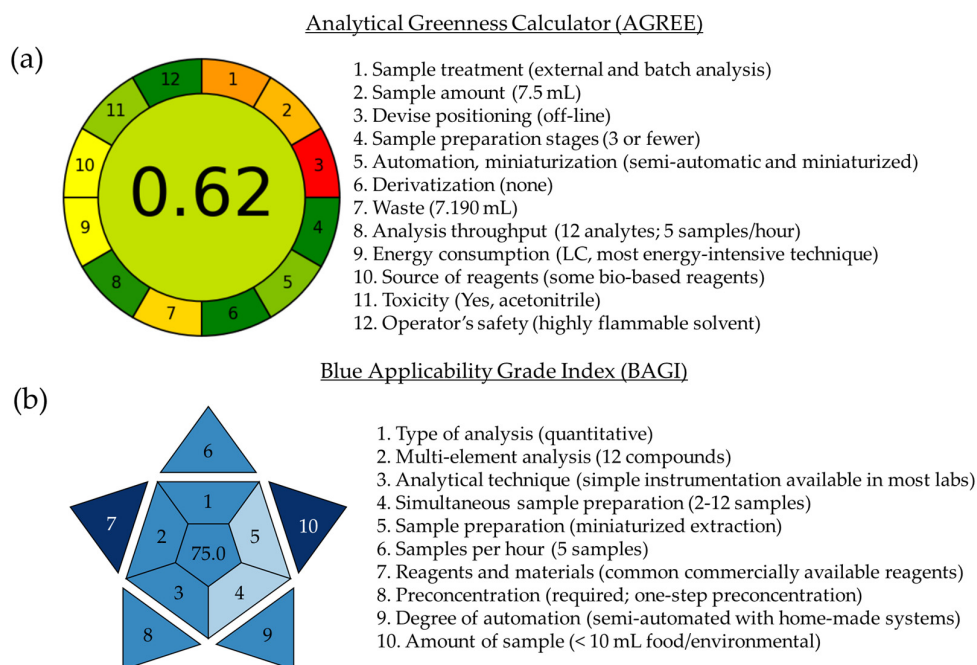 Analytical Greenness Calculator (AGREE)
(a)
12
1
2
3
4
5
6
7
8
9
10
11
0.62
1. Sample treatment (external and batch analysis)
2. Sample amount (7.5 mL)
3. Devise positioning (off-line)
4. Sample preparation stages (3 or fewer)
5. Automation, miniaturization (semi-automatic and miniaturized)
6. Derivatization (none)
7. Waste (7.190 mL)
8. Analysis throughput (12 analytes; 5 samples/hour)
9. Energy consumption (LC, most energy-intensive technique)
10. Source of reagents (some bio-based reagents)
11. Toxicity (Yes, acetonitrile)
12. Operator's safety (highly flammable solvent)
Blue Applicability Grade Index (BAGI)
(b)
6
7
1
10
2
5
75.0
3
4
8
9
1. Type of analysis (quantitative)
2. Multi-element analysis (12 compounds)
3. Analytical technique (simple instrumentation available in most labs)
4. Simultaneous sample preparation (2-12 samples)
5. Sample preparation (miniaturized extraction)
6. Samples per hour (5 samples)
7. Reagents and materials (common commercially available reagents)
8. Preconcentration (required; one-step preconcentration)
9. Degree of automation (semi-automated with home-made systems)
10. Amount of sample (< 10 mL food/environmental)